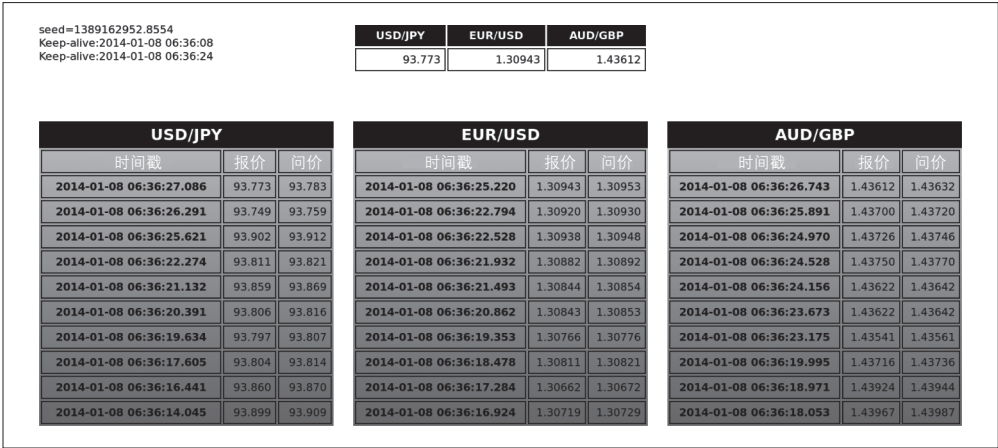 seed=1389162952.8554
Keep-alive:2014-01-08 06:36:08
Keep-alive:2014-01-08 06:36:24
USD/JPY EUR/USD AUD/GBP
93.773 1.30943 1.43612
USD/JPY
时间戳 报价 问价
2014-01-08 06:36:27.086 93.773 93.783
2014-01-08 06:36:26.291 93.749 93.759
2014-01-08 06:36:25.621 93.902 93.912
2014-01-08 06:36:22.274 93.811 93.821
2014-01-08 06:36:21.132 93.859 93.869
2014-01-08 06:36:20.391 93.806 93.816
2014-01-08 06:36:19.634 93.797 93.807
2014-01-08 06:36:17.605 93.804 93.814
2014-01-08 06:36:16.441 93.860 93.870
2014-01-08 06:36:14.045 93.899 93.909
EUR/USD
时间戳 报价 问价
2014-01-08 06:36:25.220 1.30943 1.30953
2014-01-08 06:36:22.794 1.30920 1.30930
2014-01-08 06:36:22.528 1.30938 1.30948
2014-01-08 06:36:21.932 1.30882 1.30892
2014-01-08 06:36:21.493 1.30844 1.30854
2014-01-08 06:36:20.862 1.30843 1.30853
2014-01-08 06:36:19.353 1.30766 1.30776
2014-01-08 06:36:18.478 1.30811 1.30821
2014-01-08 06:36:17.284 1.30662 1.30672
2014-01-08 06:36:16.924 1.30719 1.30729
AUD/GBP
时间戳 报价 问价
2014-01-08 06:36:26.743 1.43612 1.43632
2014-01-08 06:36:25.891 1.43700 1.43720
2014-01-08 06:36:24.970 1.43726 1.43746
2014-01-08 06:36:24.528 1.43750 1.43770
2014-01-08 06:36:24.156 1.43622 1.43642
2014-01-08 06:36:23.673 1.43622 1.43642
2014-01-08 06:36:23.175 1.43541 1.43561
2014-01-08 06:36:19.995 1.43716 1.43736
2014-01-08 06:36:18.971 1.43924 1.43944
2014-01-08 06:36:18.053 1.43967 1.43987